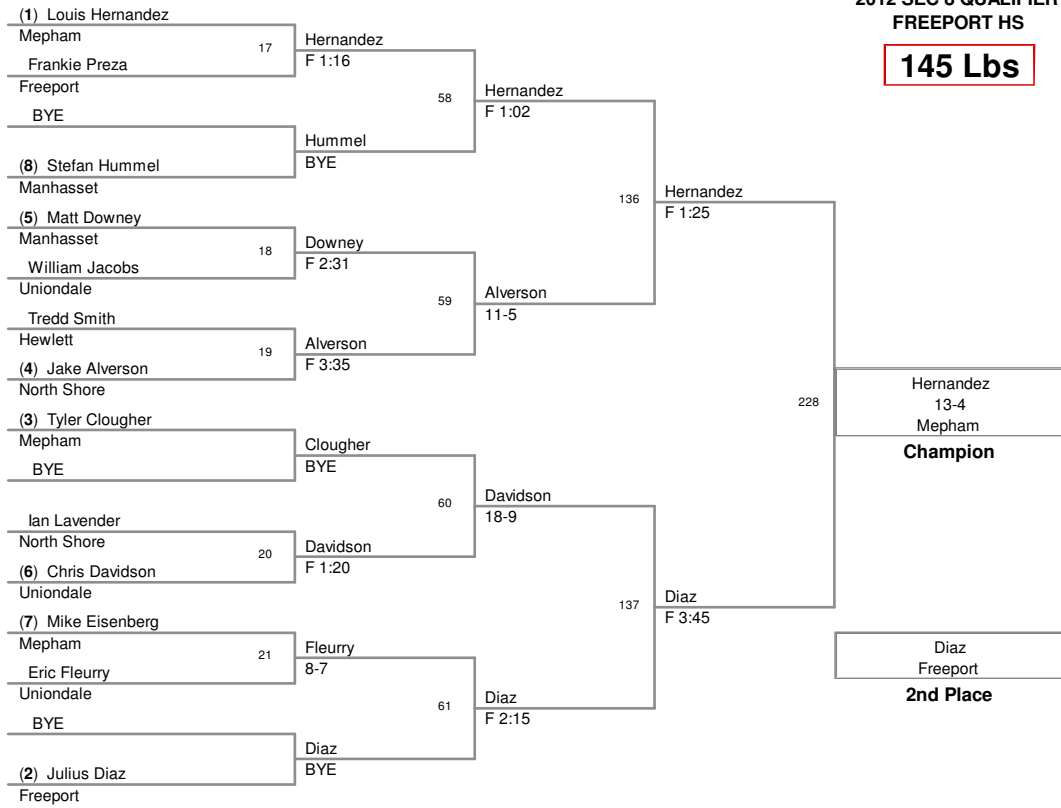 2012 SEC 8 QUALIFIER
FREEPORT HS
145 Lbs
(1) Louis Hernandez
Mepham
Frankie Preza
Freeport
BYE
(8) Stefan Hummel
Manhasset
(5) Matt Downey
Manhasset
William Jacobs
Uniondale
Tredd Smith
Hewlett
(4) Jake Alverson
North Shore
(3) Tyler Clougher
Mepham
BYE
Ian Lavender
North Shore
(6) Chris Davidson
Uniondale
(7) Mike Eisenberg
Mepham
Eric Fleurry
Uniondale
BYE
(2) Julius Diaz
Freeport
17
18
19
20
21
Hernandez
F 1:16
Hummel
BYE
Downey
F 2:31
Alverson
F 3:35
Clougher
BYE
Davidson
F 1:20
Fleurry
8-7
Diaz
BYE
58
59
60
61
Hernandez
F 1:02
Alverson
11-5
Davidson
18-9
Diaz
F 2:15
136
137
Hernandez
F 1:25
Diaz
F 3:45
228
Hernandez
13-4
Mepham
Champion
Diaz
Freeport
2nd Place